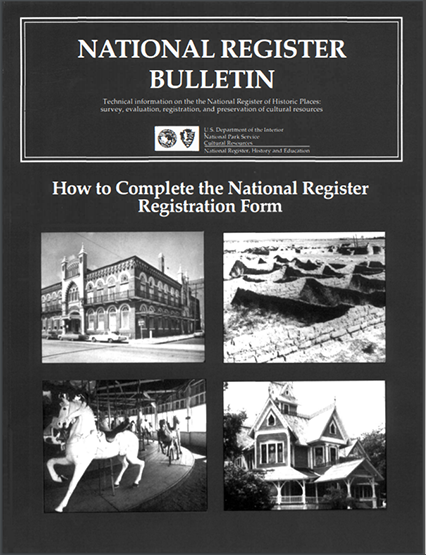 NATIONAL REGISTER
BULLETIN
Technical information on the the National Register of Historic Places:
survey, evaluation, registration, and preservation of cultural resources
U.S. Department of the Interior
National Park Service
Cultural Resources
National Register, History and Education
How to Complete the National Register
Registration Form